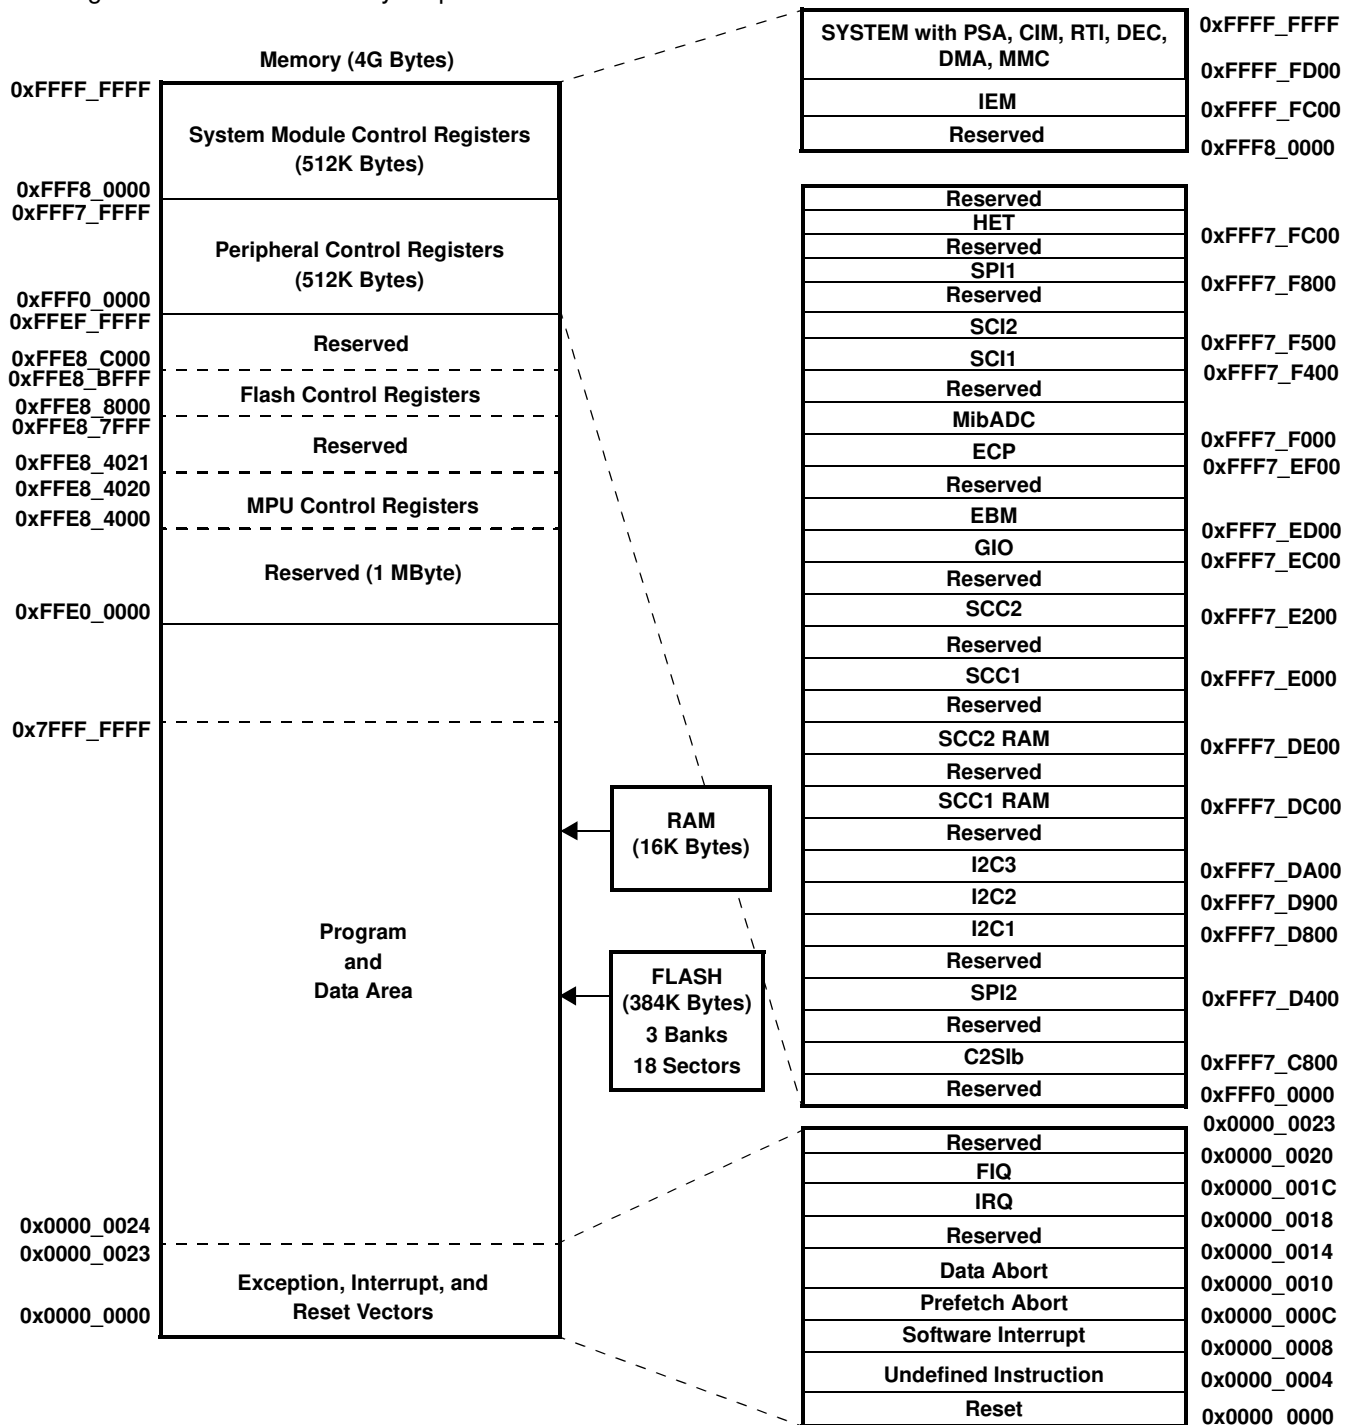 Memory (4G Bytes)
0xFFFF_FFFF
System Module Control Registers
(512K Bytes)
0xFFF8_0000
0xFFF7_FFFF
Peripheral Control Registers
(512K Bytes)
0xFFF0_0000
0xFFEF_FFFF
Reserved
0xFFE8_C000
0xFFE8_BFFF
Flash Control Registers
0xFFE8_8000
0xFFE8_7FFF
Reserved
0xFFE8_4021
0xFFE8_4020
MPU Control Registers
0xFFE8_4000
Reserved (1 MByte)
0xFFE0_0000
0x7FFF_FFFF
RAM
(16K Bytes)
Program
and
Data Area
FLASH
(384K Bytes)
3 Banks
18 Sectors
0x0000_0024
0x0000_0023
Exception, Interrupt, and
Reset Vectors
0x0000_0000
SYSTEM with PSA, CIM, RTI, DEC,
DMA, MMC
0xFFFF_FFFF
0xFFFF_FD00
IEM
0xFFFF_FC00
Reserved
0xFFF8_0000
Reserved
HET
0xFFF7_FC00
Reserved
SPI1
0xFFF7_F800
Reserved
SCI2
0xFFF7_F500
SCI1
0xFFF7_F400
Reserved
MibADC
0xFFF7_F000
ECP
0xFFF7_EF00
Reserved
EBM
0xFFF7_ED00
GIO
0xFFF7_EC00
Reserved
SCC2
0xFFF7_E200
Reserved
SCC1
0xFFF7_E000
Reserved
SCC2 RAM
0xFFF7_DE00
Reserved
SCC1 RAM
0xFFF7_DC00
Reserved
I2C3
0xFFF7_DA00
I2C2
0xFFF7_D900
I2C1
0xFFF7_D800
Reserved
SPI2
0xFFF7_D400
Reserved
C2SIb
0xFFF7_C800
Reserved
0xFFF0_0000
0x0000_0023
Reserved
0x0000_0020
FIQ
0x0000_001C
IRQ
0x0000_0018
Reserved
0x0000_0014
Data Abort
0x0000_0010
Prefetch Abort
0x0000_000C
Software Interrupt
0x0000_0008
Undefined Instruction
0x0000_0004
Reset
0x0000_0000